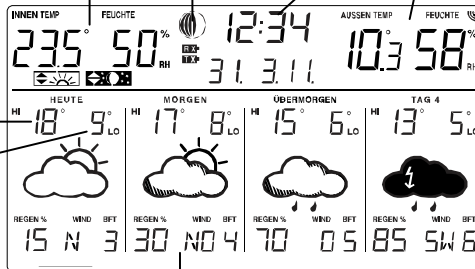 INNEN TEMP FEUCHTE AUSSEN TEMP FEUCHTE
23.5° 50% RH 12:34 10.3 58% RH
RX
TX
31. 3.11.
HEUTE MORGEN ÜBERMORGEN TAG 4
HI 18° 9° LO HI 17° 8° LO HI 15° 6° LO HI 13° 5° LO
REGEN % WIND BFT REGEN % WIND BFT REGEN % WIND BFT REGEN % WIND BFT
15 N 3 30 NO 4 70 O 5 85 SW 6